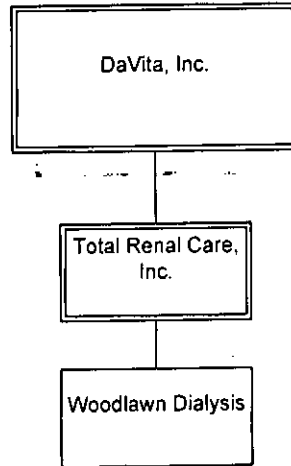 DaVita, Inc.
Total Renal Care,
Inc.
Woodlawn Dialysis